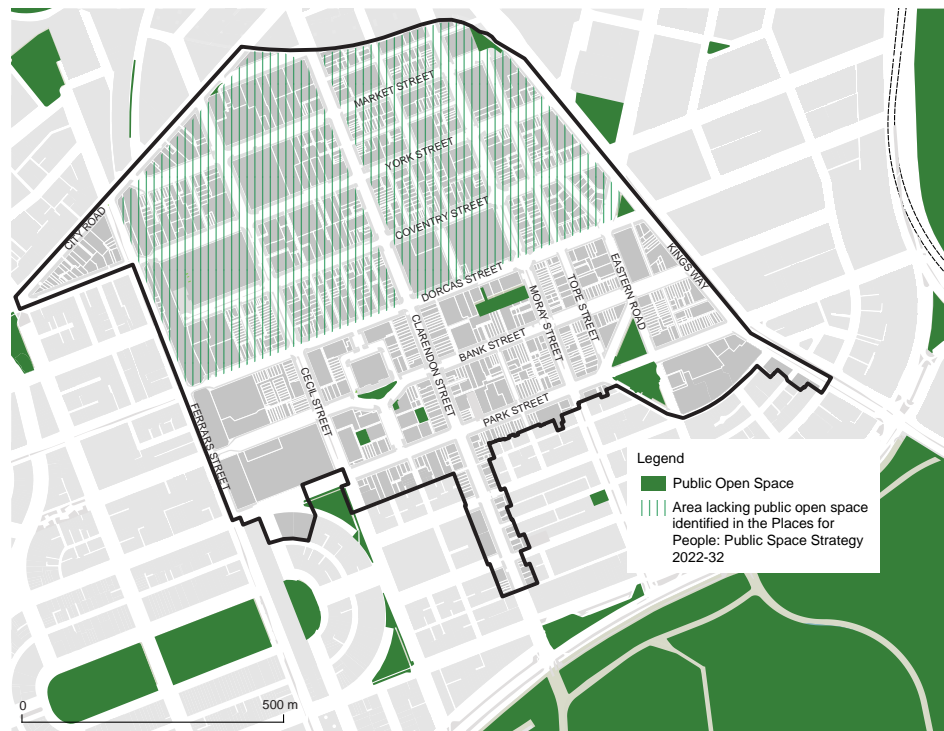 MARKET STREET
YORK STREET
COVENTRY STREET
CITY ROAD
DORCAS STREET
KINGS WAY
EASTERN ROAD
TOPE STREET
MORAY STREET
BANK STREET
CLARENDON STREET
CECIL STREET
PARK STREET
FERRARS STREET
Legend
Public Open Space
Area lacking public open space
identified in the Places for
People: Public Space Strategy
2022-32
0
500 m